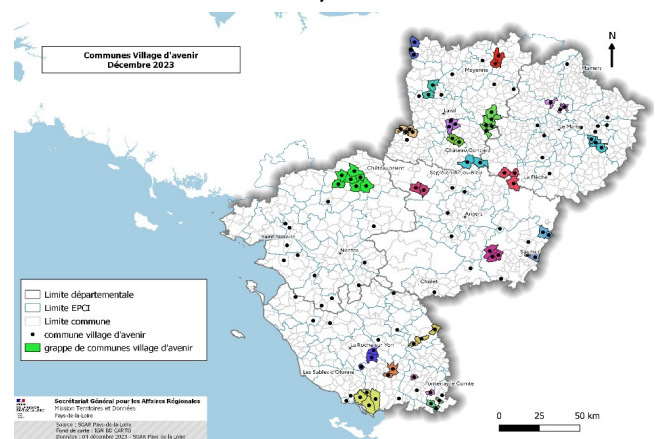 Communes Village d'avenir
Décembre 2023
N
Mayenne
Mamers
Laval
Le Mans
Château-Gontier
Châteaubriant
La Flèche
Angers
Saint-Nazaire
Nantes
Saumur
Cholet
La Roche sur Yon
Les Sables d'Olonne
Fontenay le Comte
Limite départementale
Limite EPCI
Limite commune
commune village d'avenir
grappe de communes village d'avenir
Secrétariat Général pour les Affaires Régionales
Mission Territoires et Données
Pays-de-la-Loire
Source : SGAR Pays de la Loire
Fond de carte : IGN BD CARTO
Données : 04 décembre 2023 - SGAR Pays de la Loire
0 25 50 km